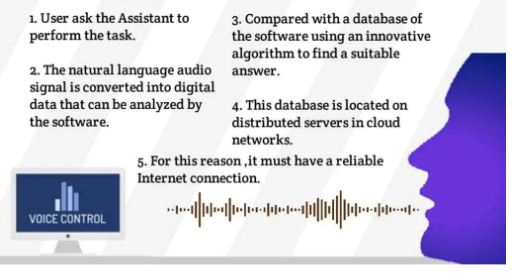 1. User ask the Assistant to
perform the task.
2. The natural language audio
signal is converted into digital
data that can be analyzed by
the software.
3. Compared with a database of
the software using an innovative
algorithm to find a suitable
answer.
4. This database is located on
distributed servers in cloud
networks.
5. For this reason ,it must have a reliable
Internet connection.
VOICE CONTROL